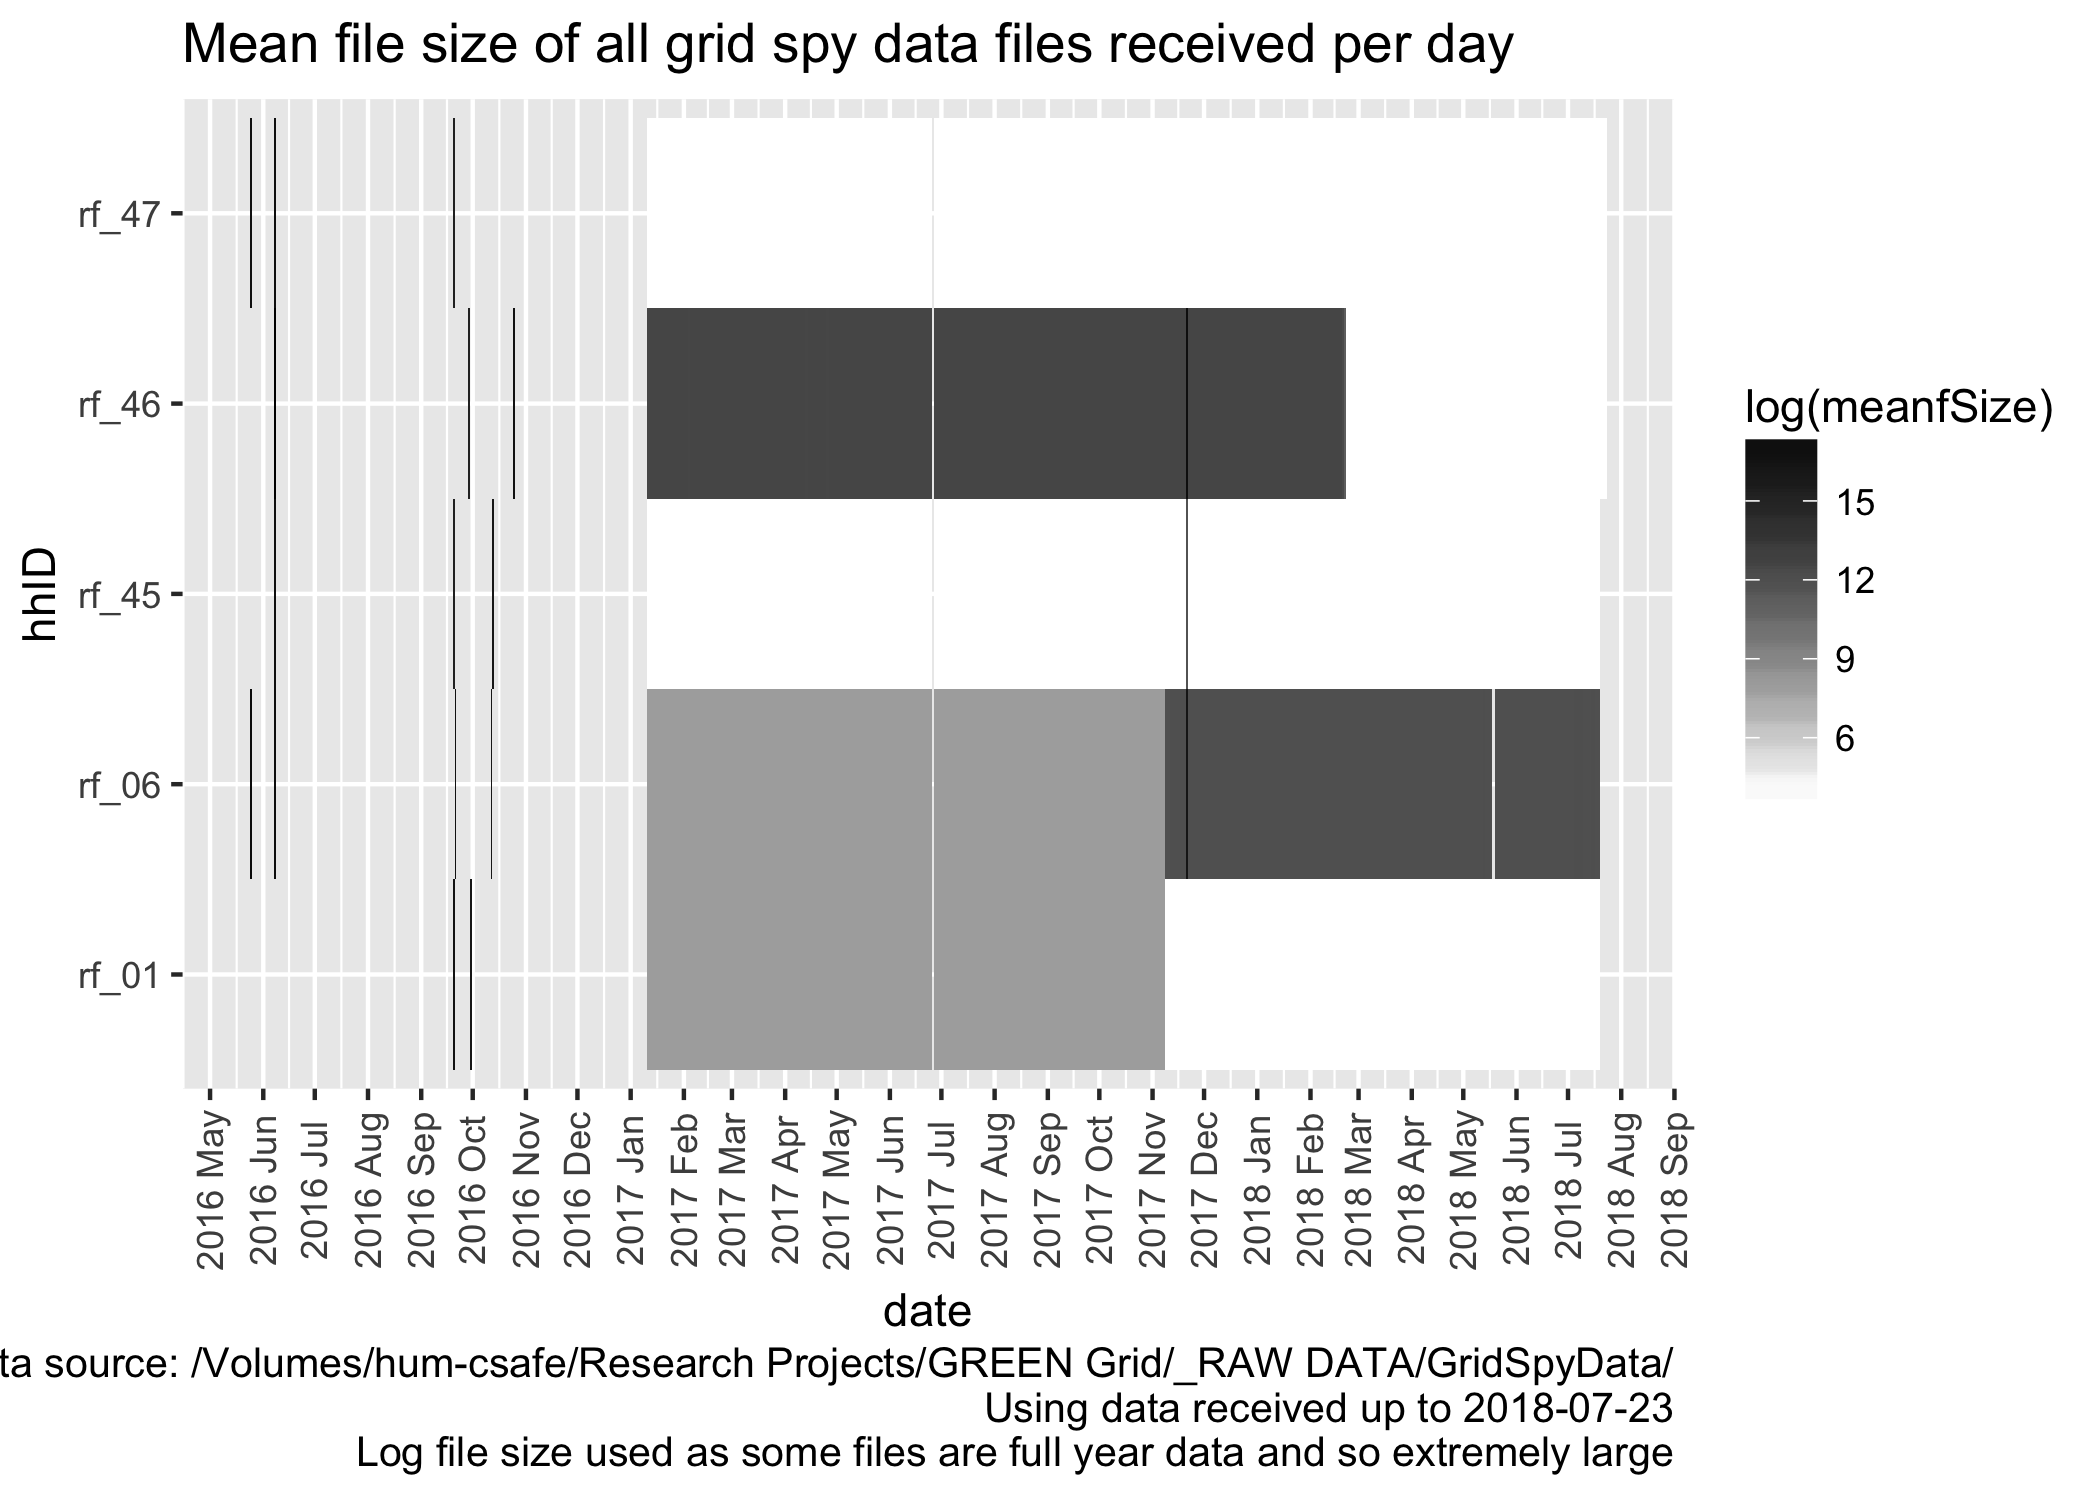 Mean file size of all grid spy data files received per day
hhID
rf_47
rf_46
rf_45
rf_06
rf_01
2016 May
2016 Jun
2016 Jul
2016 Aug
2016 Sep
2016 Oct
2016 Nov
2016 Dec
2017 Jan
2017 Feb
2017 Mar
2017 Apr
2017 May
2017 Jun
2017 Jul
2017 Aug
2017 Sep
2017 Oct
2017 Nov
2017 Dec
2018 Jan
2018 Feb
2018 Mar
2018 Apr
2018 May
2018 Jun
2018 Jul
2018 Aug
2018 Sep
date
log(meanfSize)
15
12
9
6
ta source: /Volumes/hum-csafe/Research Projects/GREEN Grid/_RAW DATA/GridSpyData/
Using data received up to 2018-07-23
Log file size used as some files are full year data and so extremely large